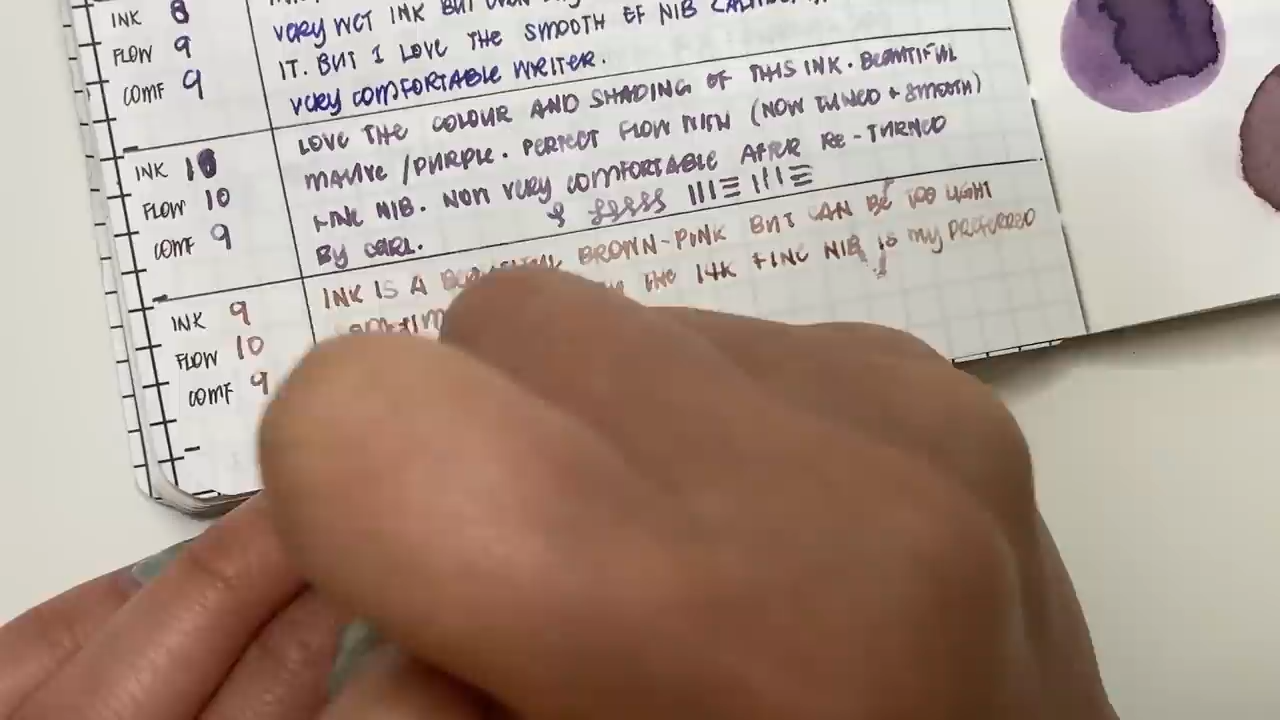 INK 8
FLOW 9
COMF 9
VERY WET INK BUT
IT. BUT I LOVE THE SMOOTH EF NIB
VERY COMFORTABLE WRITER.
INK 10
FLOW 10
COMF 9
LOVE THE COLOUR AND SHADING OF THIS INK. BEAUTIFUL
MAUVE / PURPLE. PERFECT FLOW WITH (NOW TUNED + SMOOTH)
FINE NIB. NOW VERY COMFORTABLE AFTER RE-TURNED
BY
INK 9
FLOW 10
COMF 9
INK IS A BROWN-PINK BUT CAN BE TOO LIGHT
THE 14K FINE NIB is my PREFERRED